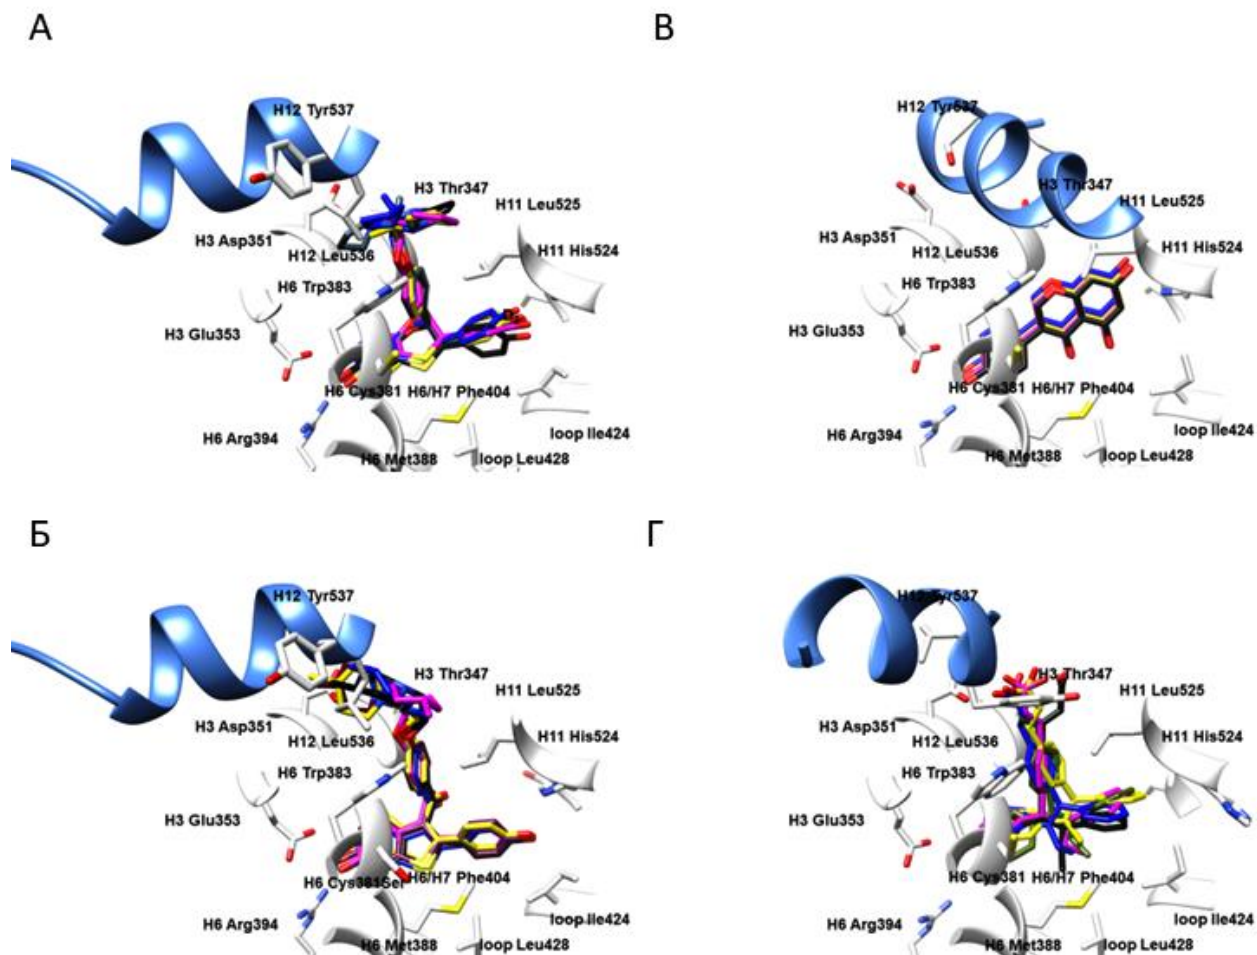 А
H12 Tyr537
H3 Thr347
H11 Leu525
H3 Asp351
H12 Leu536
H11 His524
H6 Trp383
H3 Glu353
H6 Cys381 H6/H7 Phe404
H6 Arg394
loop Ile424
H6 Met388
loop Leu428
В
H12 Tyr537
H3 Thr347
H11 Leu525
H3 Asp351
H12 Leu536
H11 His524
H6 Trp383
H3 Glu353
H6 Cys381 H6/H7 Phe404
H6 Arg394
loop Ile424
H6 Met388
loop Leu428
Б
H12 Tyr537
H3 Thr347
H11 Leu525
H3 Asp351
H12 Leu536
H11 His524
H6 Trp383
H3 Glu353
H6 Cys381Ser H6/H7 Phe404
H6 Arg394
loop Ile424
H6 Met388
loop Leu428
Г
H12 Tyr537
H3 Thr347
H11 Leu525
H3 Asp351
H12 Leu536
H11 His524
H6 Trp383
H3 Glu353
H6 Cys381 H6/H7 Phe404
H6 Arg394
loop Ile424
H6 Met388
loop Leu428